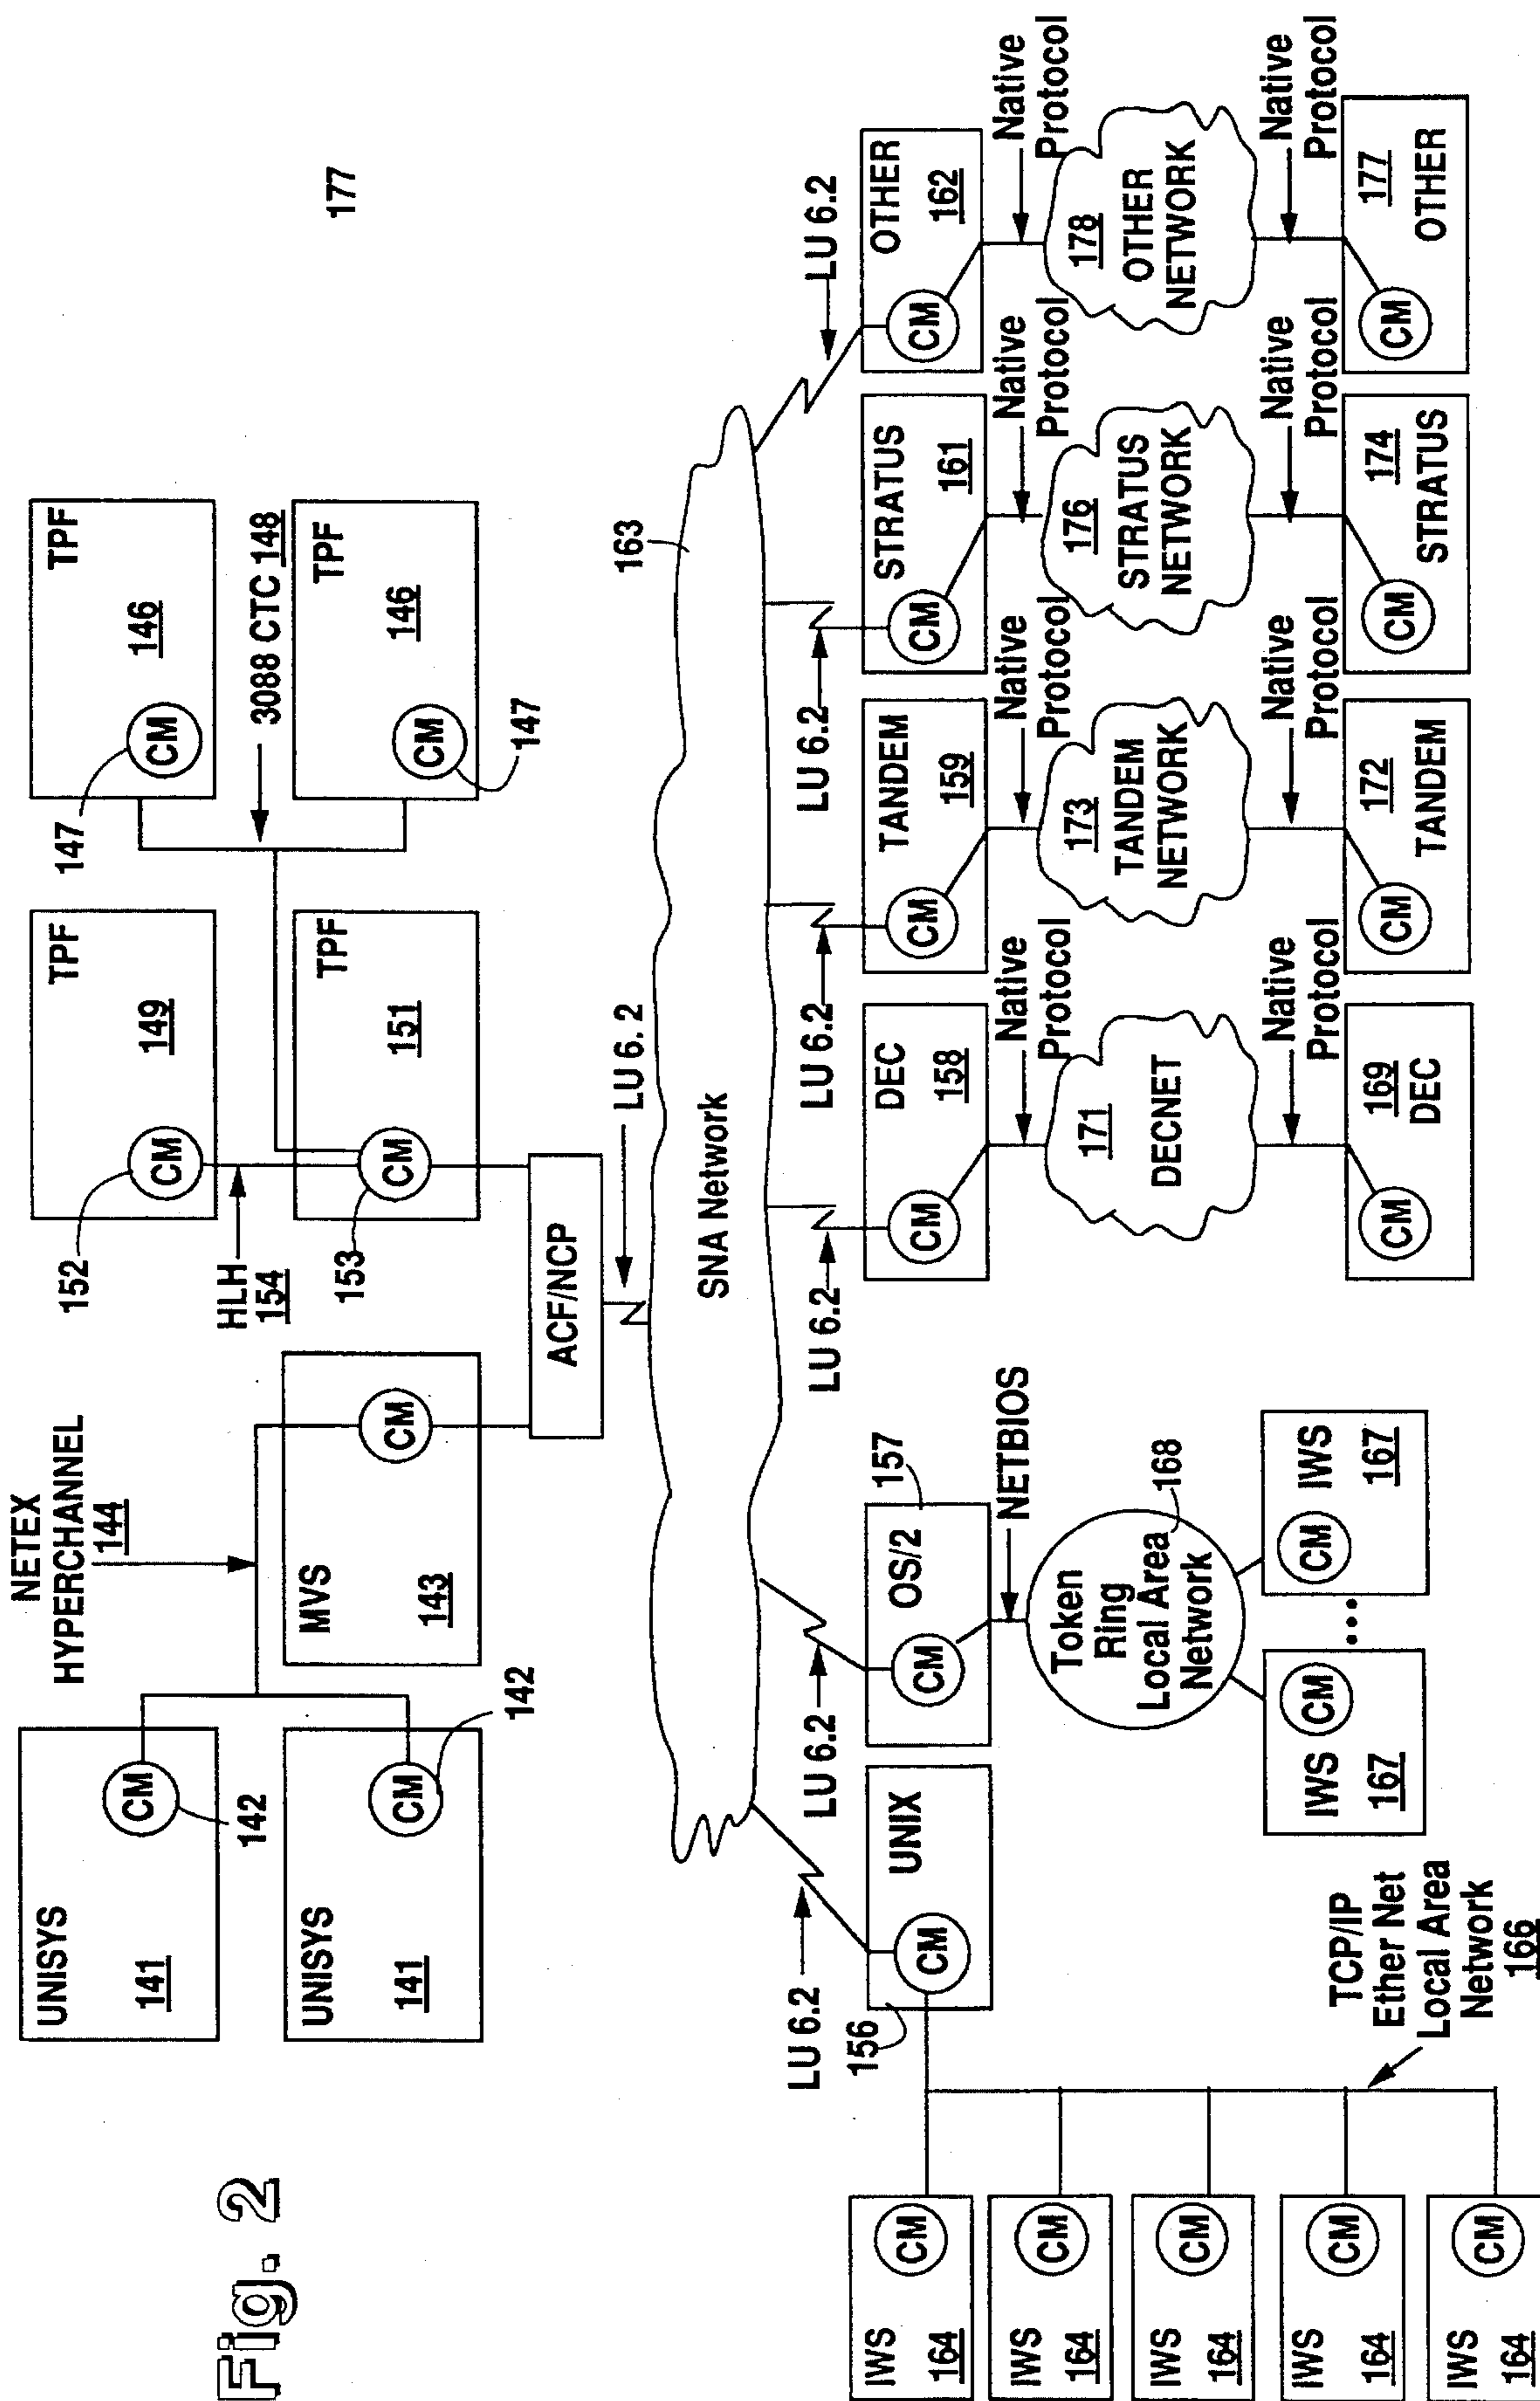 Fig. 2
UNISYS
141
CM
142
UNISYS
141
CM
142
NETEX
HYPERCHANNEL
144
MVS
143
CM
TPF
149
CM
152
HLH
154
TPF
151
CM
153
TPF
146
CM
147
3088 CTC 148
TPF
146
CM
147
177
ACF/NCP
LU 6.2
SNA Network
163
LU 6.2
UNIX
CM
156
LU 6.2
OS/2
CM
157
LU 6.2
DEC
158
CM
LU 6.2
TANDEM
159
CM
LU 6.2
STRATUS
161
CM
LU 6.2
OTHER
162
CM
NETBIOS
Native
Protocol
Native
Protocol
Native
Protocol
Native
Protocol
Token
Ring
Local Area
Network
168
171
DECNET
173
TANDEM
NETWORK
176
STRATUS
NETWORK
178
OTHER
NETWORK
Native
Protocol
Native
Protocol
Native
Protocol
Native
Protocol
IWS
167
CM
IWS
167
CM
169
DEC
CM
172
TANDEM
CM
174
STRATUS
CM
177
OTHER
CM
TCP/IP
Ether Net
Local Area
Network
166
IWS
164
CM
IWS
164
CM
IWS
164
CM
IWS
164
CM
IWS
164
CM